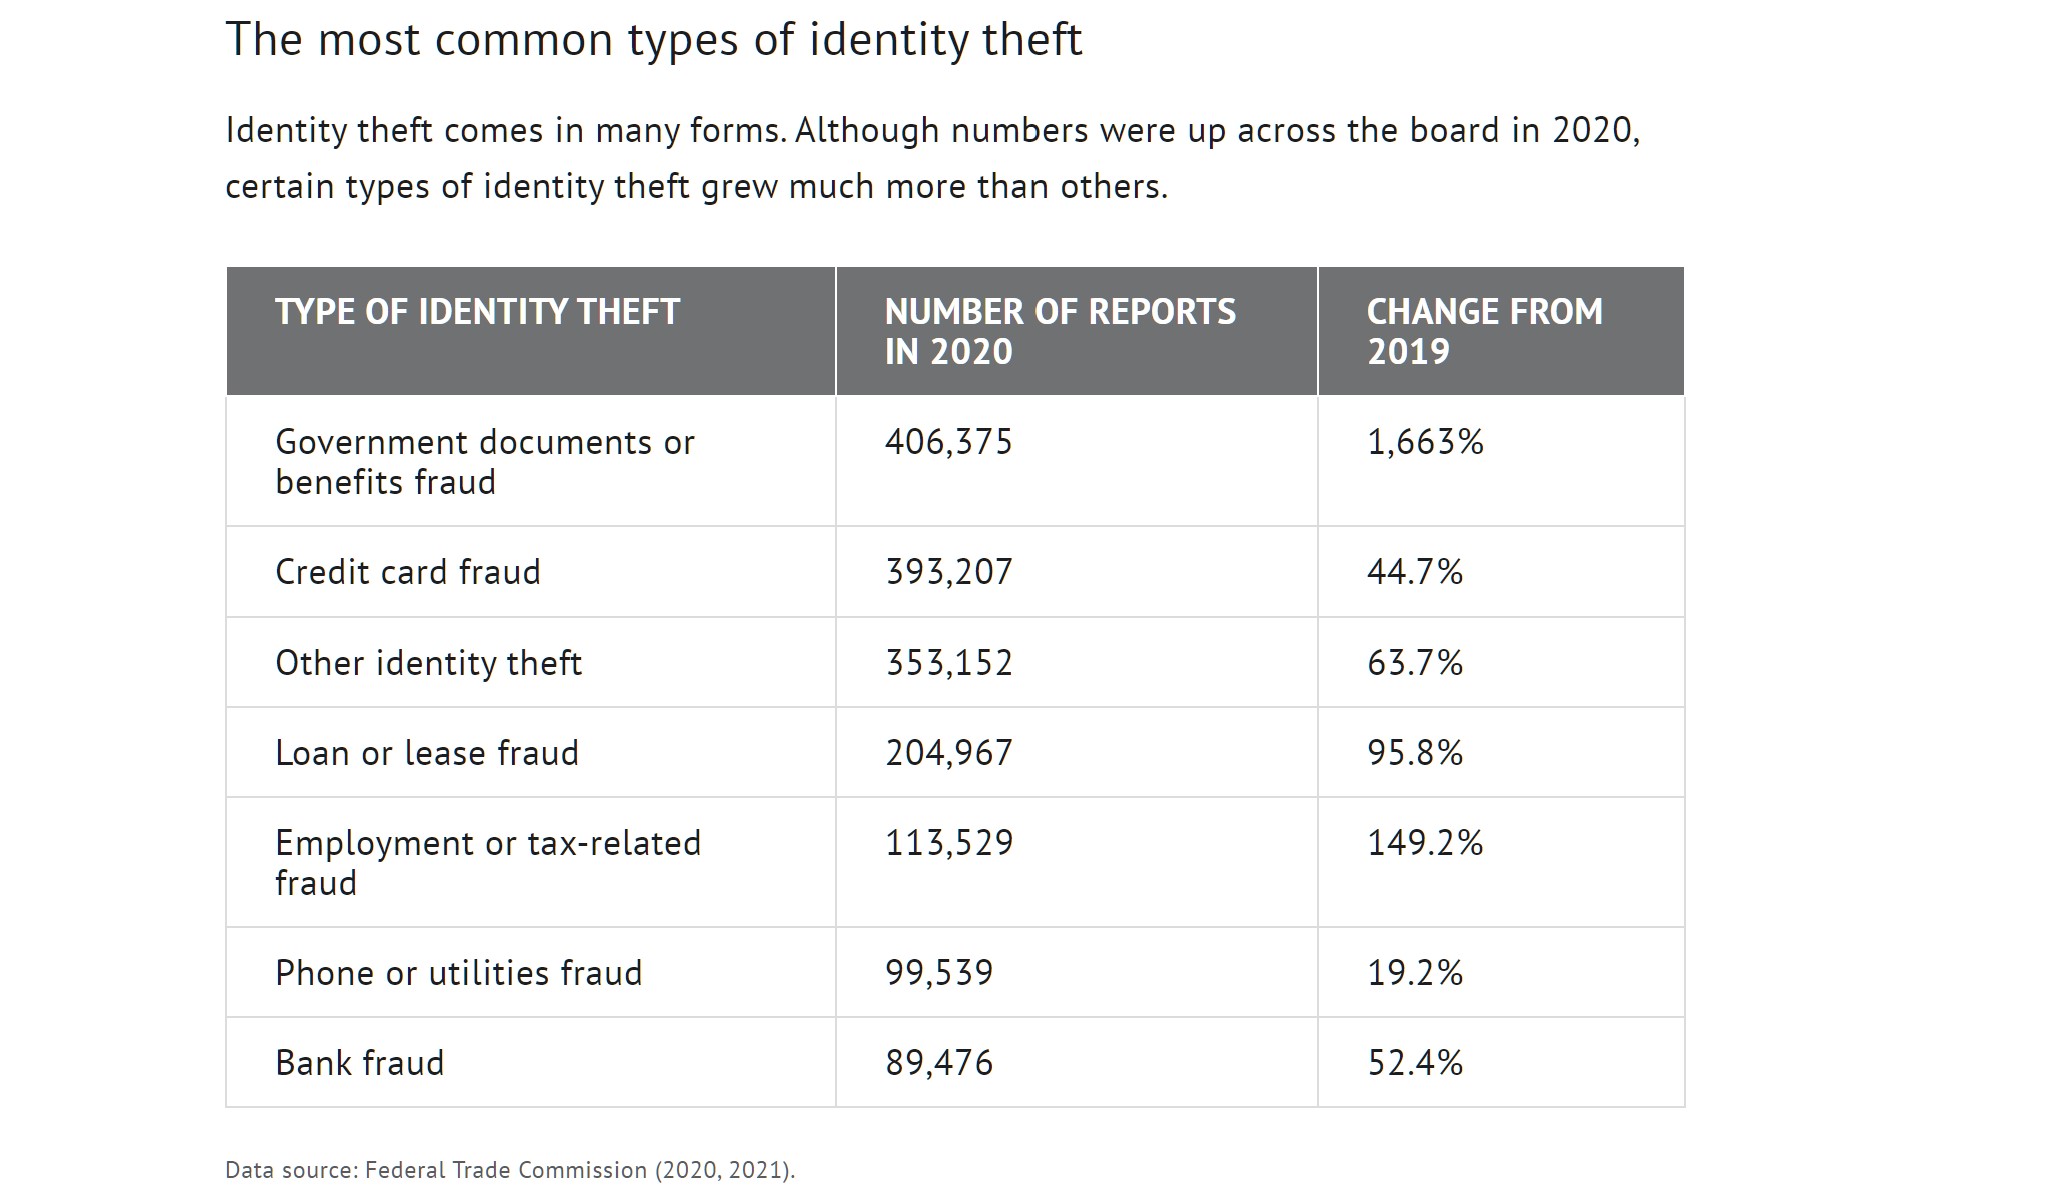 The most common types of identity theft
Identity theft comes in many forms. Although numbers were up across the board in 2020,
certain types of identity theft grew much more than others.
TYPE OF IDENTITY THEFT
NUMBER OF REPORTS
IN 2020
CHANGE FROM
2019
Government documents or
benefits fraud
406,375
1,663%
Credit card fraud
393,207
44.7%
Other identity theft
353,152
63.7%
Loan or lease fraud
204,967
95.8%
Employment or tax-related
fraud
113,529
149.2%
Phone or utilities fraud
99,539
19.2%
Bank fraud
89,476
52.4%
Data source: Federal Trade Commission (2020, 2021).